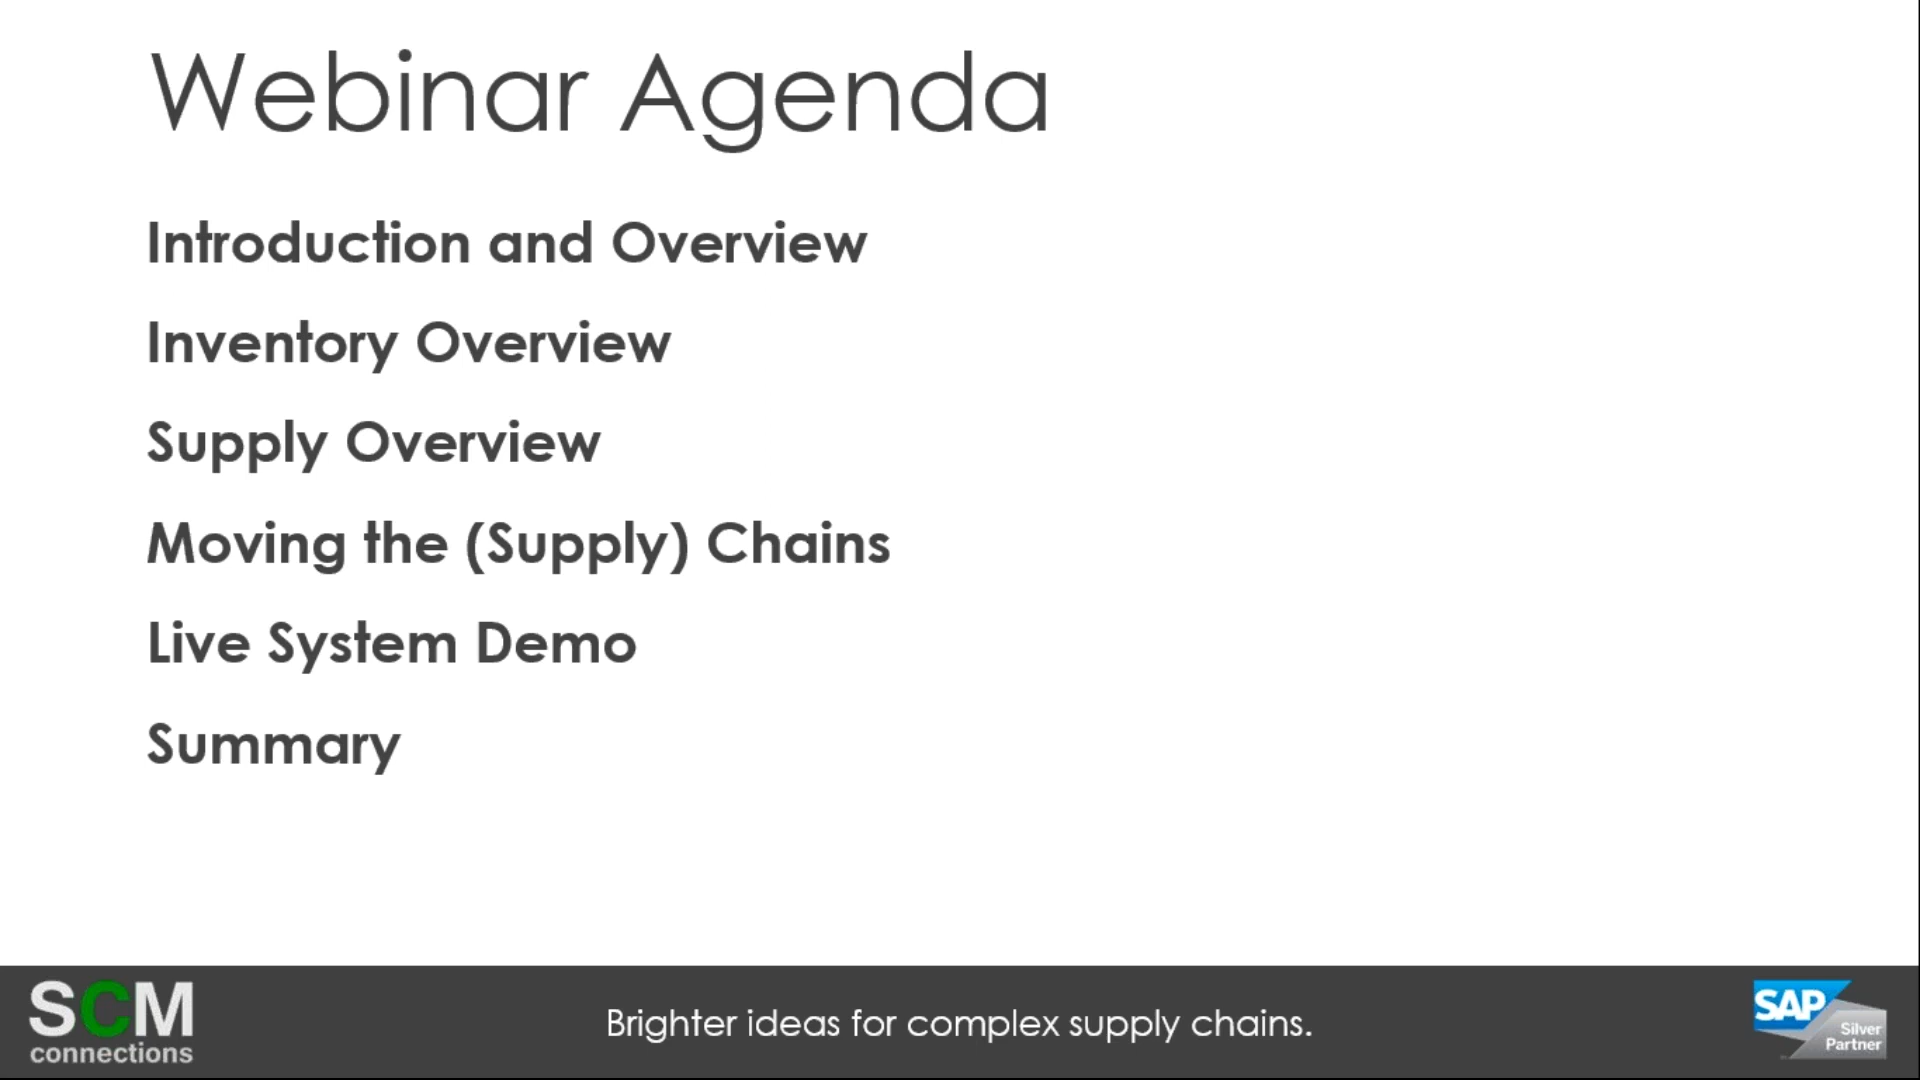 Webinar Agenda
Introduction and Overview
Inventory Overview
Supply Overview
Moving the (Supply) Chains
Live System Demo
Summary
SCM
connections
Brighter ideas for complex supply chains.
SAP
Silver
Partner